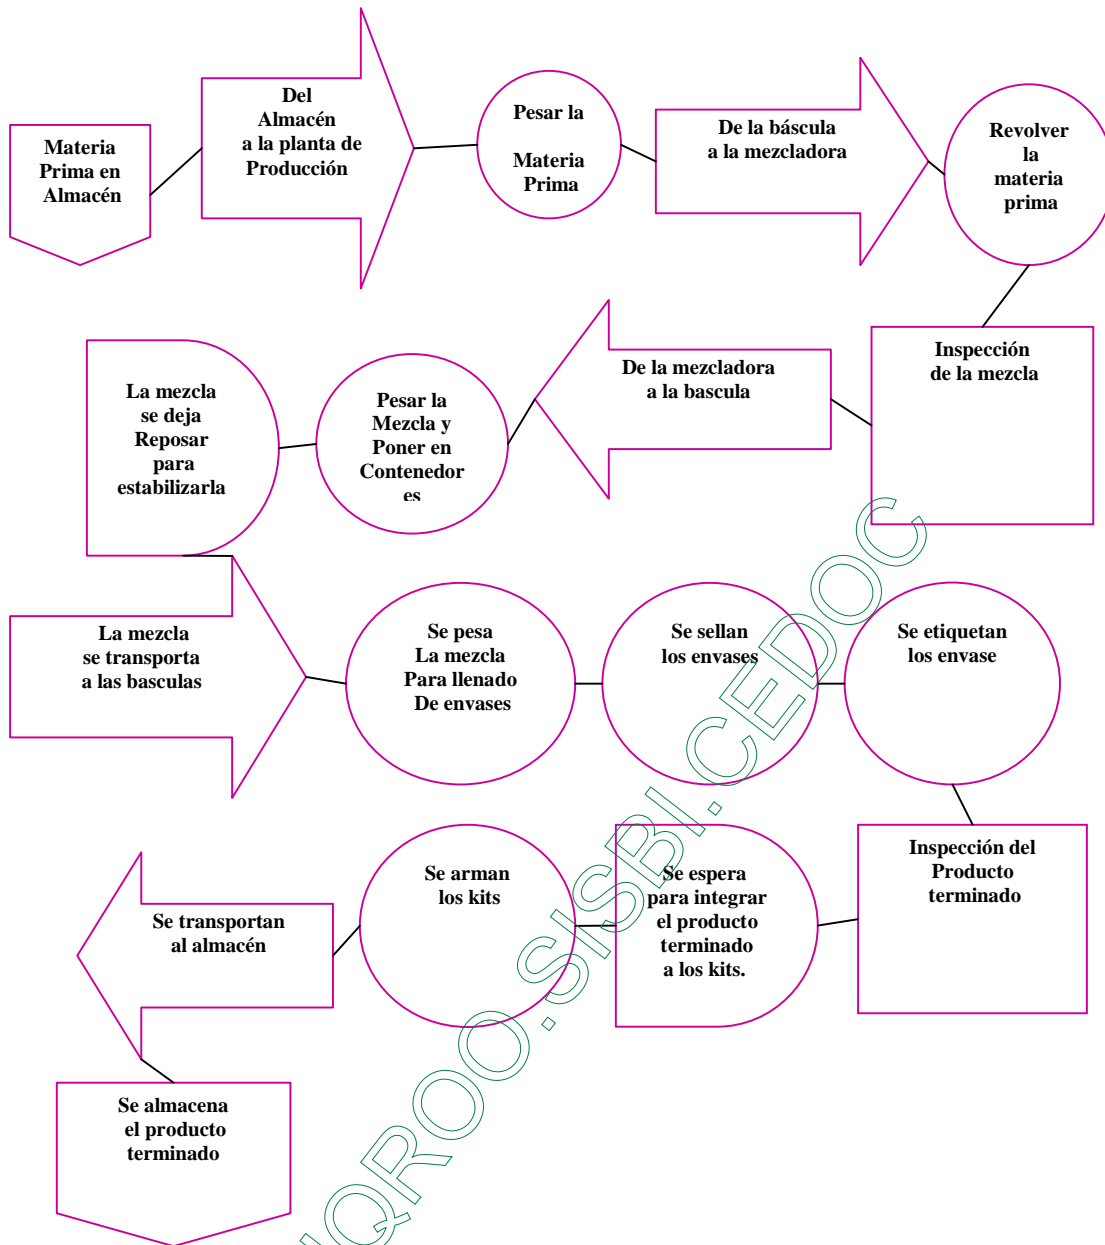 Materia
Prima en
Almacén
Del
Almacén
a la planta de
Producción
Pesar la
Materia
Prima
De la báscula
a la mezcladora
Revolver
la
materia
prima
Inspección
de la mezcla
De la mezcladora
a la bascula
Pesar la
Mezcla y
Poner en
Contenedor
es
La mezcla
se deja
Reposar
para
estabilizarla
La mezcla
se transporta
a las basculas
Se pesa
La mezcla
Para llenado
De envases
Se sellan
los envases
Se etiquetan
los envase
Inspección del
Producto
terminado
Se espera
para integrar
el producto
terminado
a los kits.
Se arman
los kits
Se transportan
al almacén
Se almacena
el producto
terminado
QROO.SISBI.CEDOC